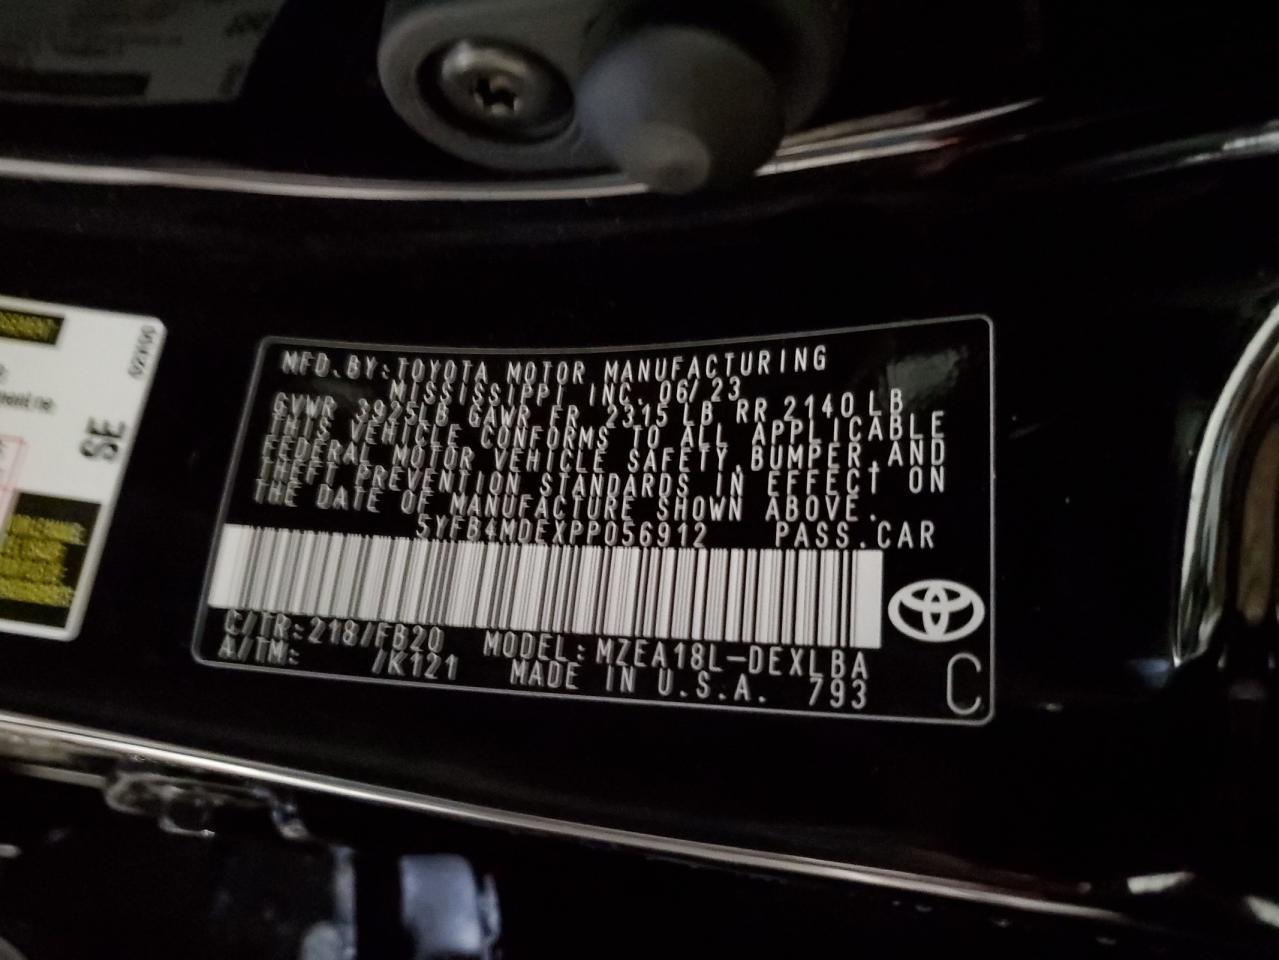 MFD.BY:TOYOTA MOTOR MANUFACTURING
MISSISSIPPI INC. 06/23
GVWR 3925LB GAWR FR 2315 LB RR 2140 LB
THIS VEHICLE CONFORMS TO ALL APPLICABLE
FEDERAL MOTOR VEHICLE SAFETY,BUMPER,AND
THEFT PREVENTION STANDARDS IN EFFECT ON
THE DATE OF MANUFACTURE SHOWN ABOVE.
5YFB4MDEXPP056912 PASS.CAR
C/TR:218/FB20 MODEL:MZEA18L-DEXLBA
A/TM: /K121 MADE IN U.S.A. 793
C
SE